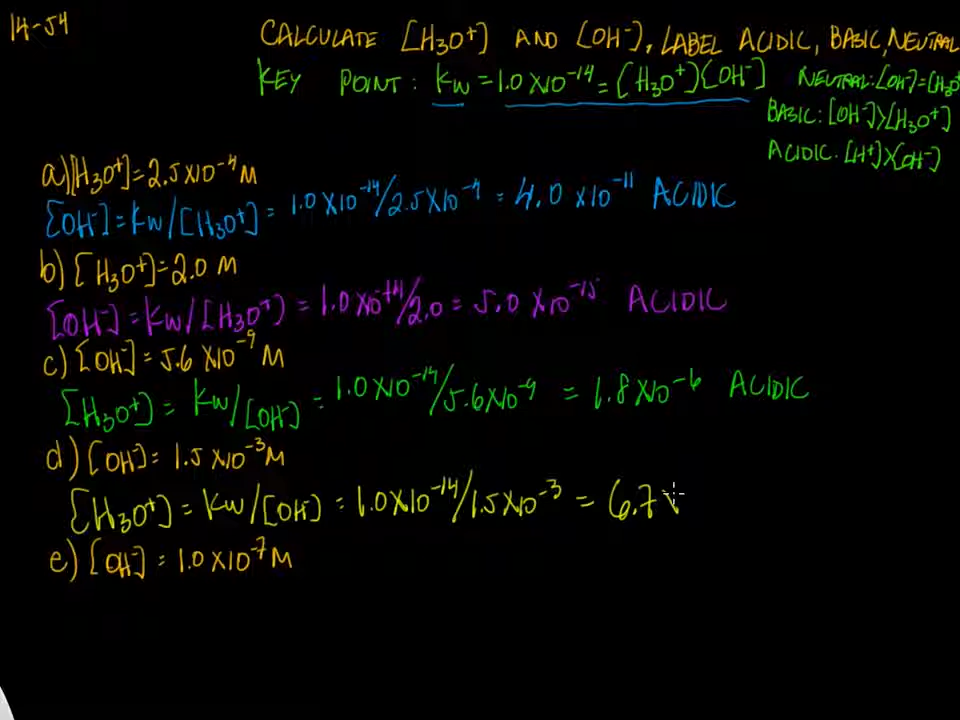 14-54
CALCULATE [H3O+] AND [OH-], LABEL ACIDIC, BASIC, NEUTRAL
KEY POINT: Kw = 1.0 X10^-14 = [H3O+][OH-]
NEUTRAL: [OH-] = [H3O+
BASIC: [OH-]>[H3O+]
ACIDIC: [H+]>[OH-]
a)[H3O+] = 2.5 X10^-4 M
[OH-] = Kw/[H3O+] = 1.0 X10^-14/2.5X10^-4 = 4.0 X10^-11 ACIDIC
b) [H3O+] = 2.0 M
[OH-] = Kw/[H3O+] = 1.0 X10^-14/2.0 = 5.0 X10^-15 ACIDIC
c) [OH-] = 5.6 X10^-9 M
[H3O+] = Kw/[OH-] = 1.0 X10^-14/5.6X10^-9 = 1.8X10^-6 ACIDIC
d) [OH-] = 1.5 X10^-3 M
[H3O+] = Kw/[OH-] = 1.0X10^-14/1.5X10^-3 = 6.7
e) [OH-] = 1.0 X10^-7 M